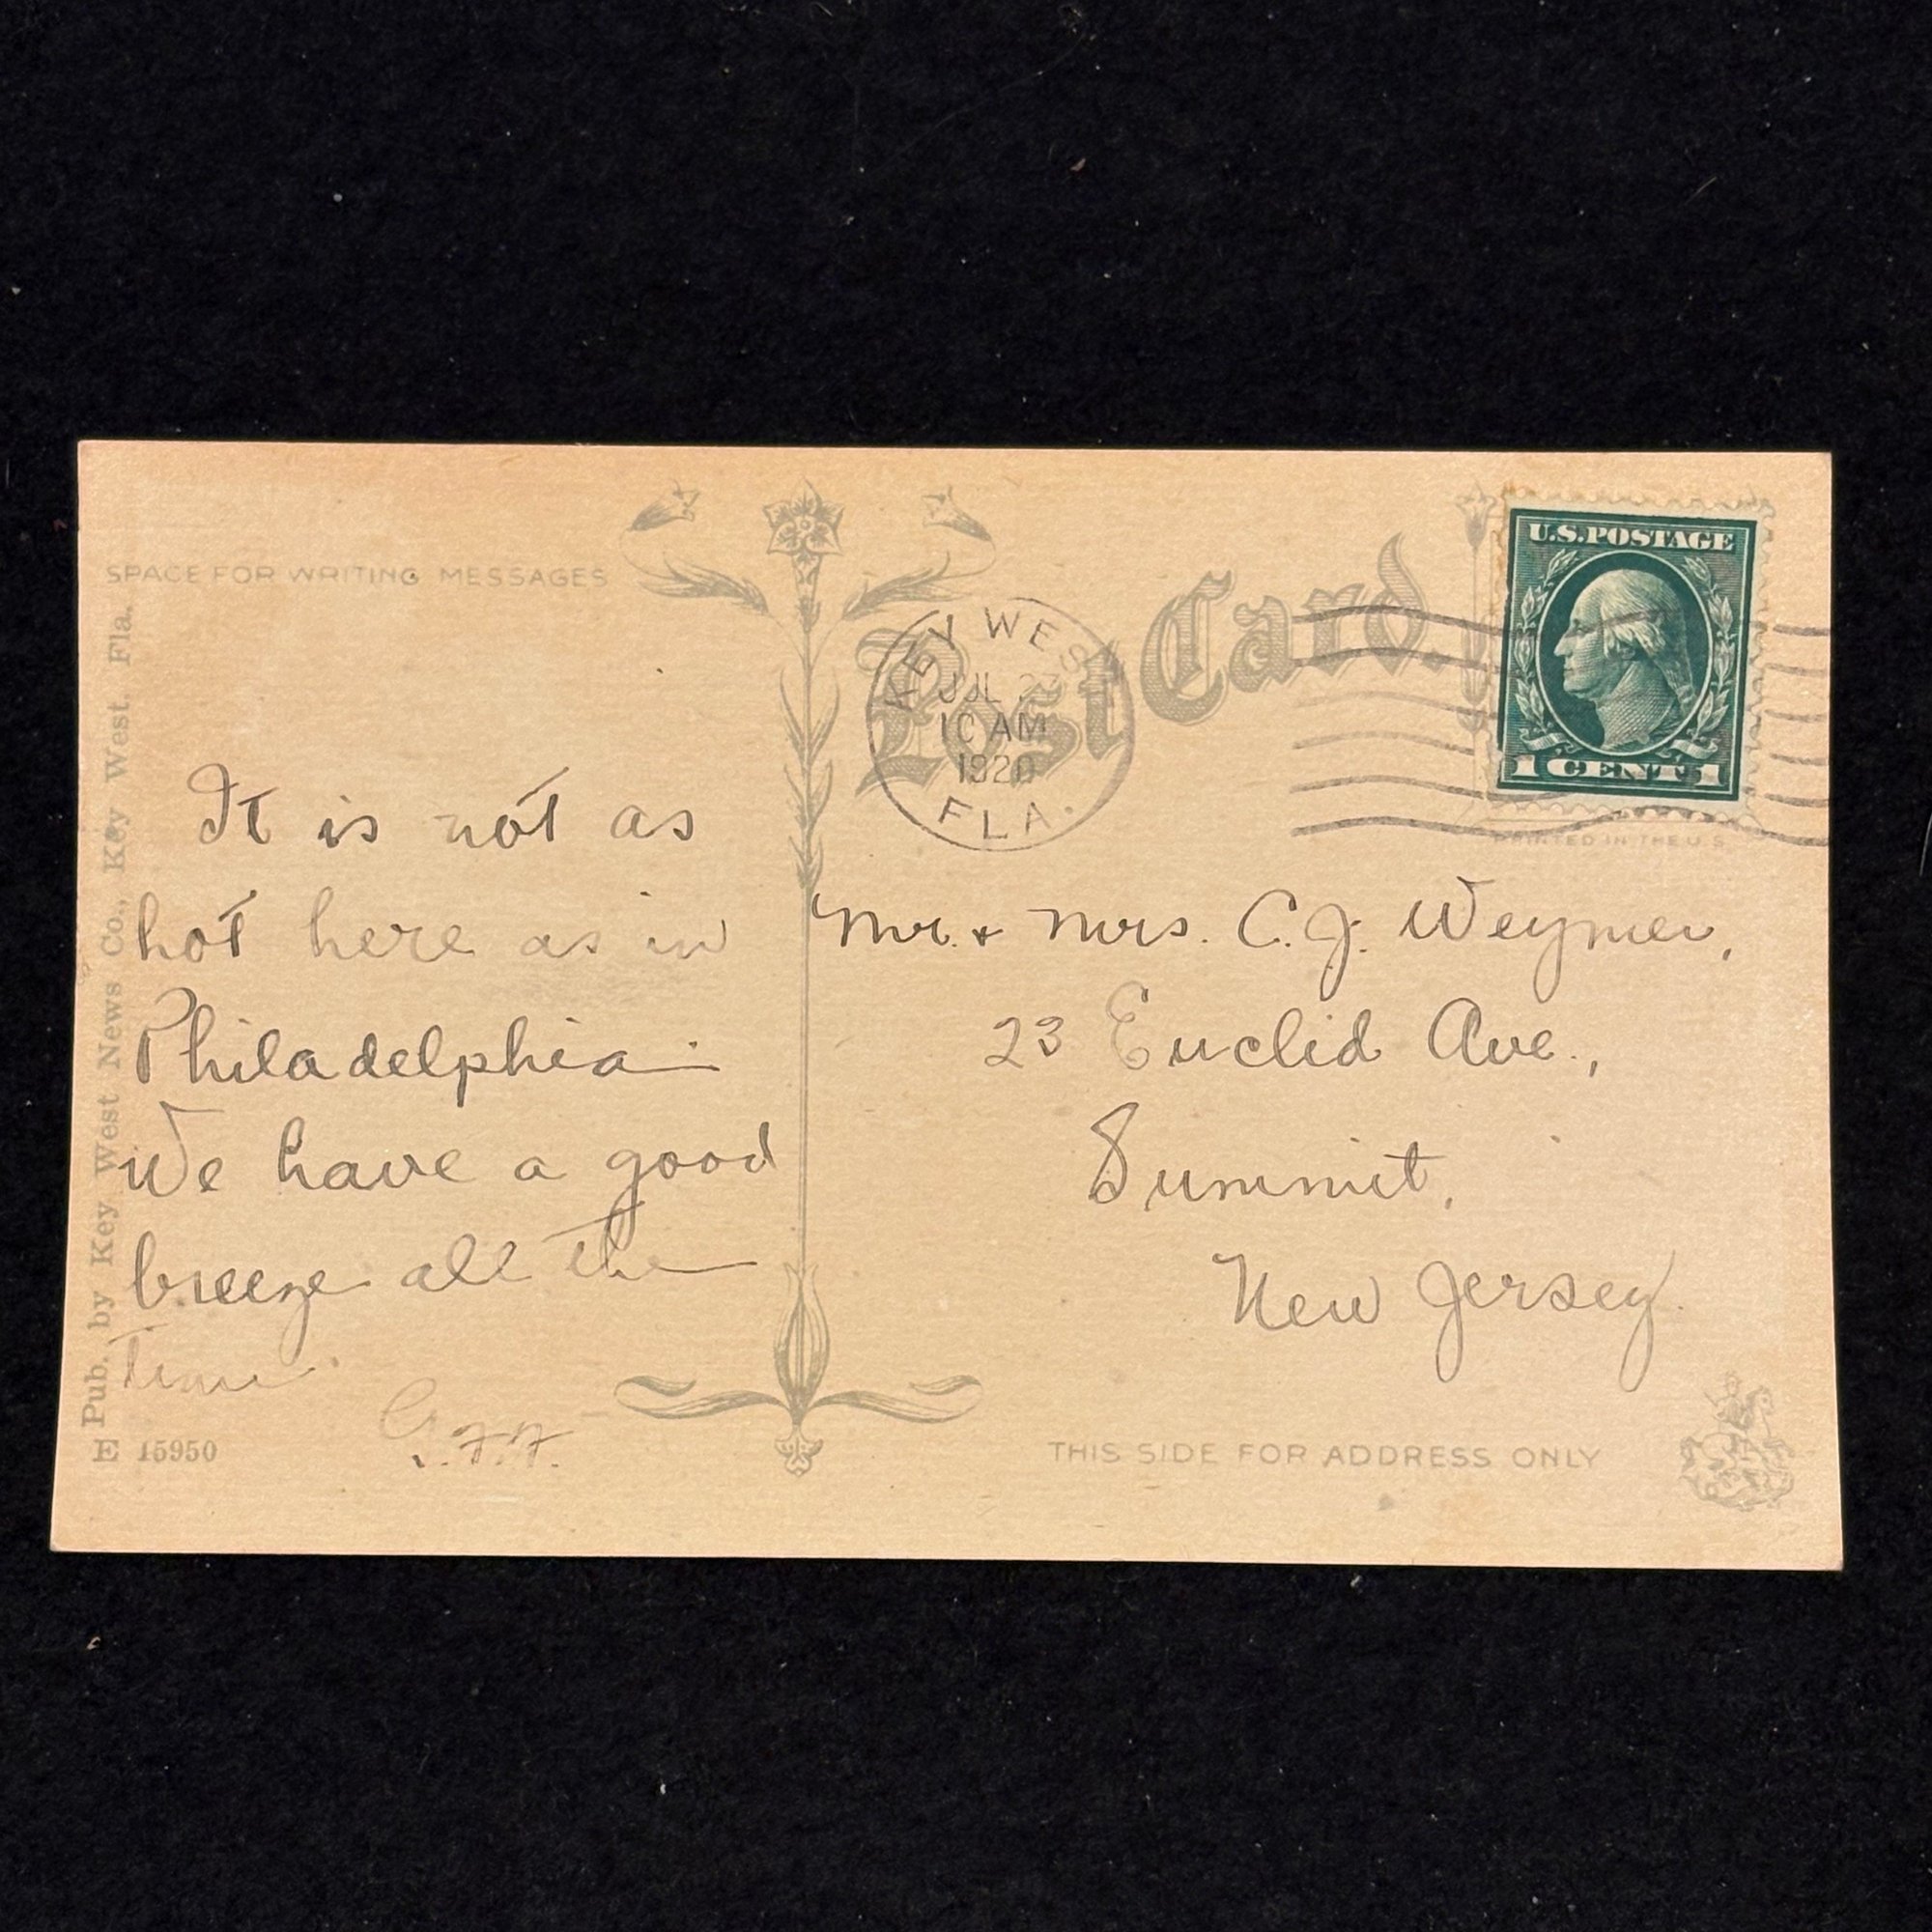 SPACE FOR WRITING MESSAGES
Post Card.
KEY WEST
JUL
10 AM
1920
FLA.
U.S. POSTAGE
1 CENT 1
PRINTED IN THE U.S.
It is not as
hot here as in
Philadelphia.
We have a good
breeze all the
time.
G.F.F.
Mr. & Mrs. C. J. Weymer,
23 Euclid Ave.,
Summit,
New Jersey.
Pub. by Key West News Co., Key West, Fla.
E 15950
THIS SIDE FOR ADDRESS ONLY